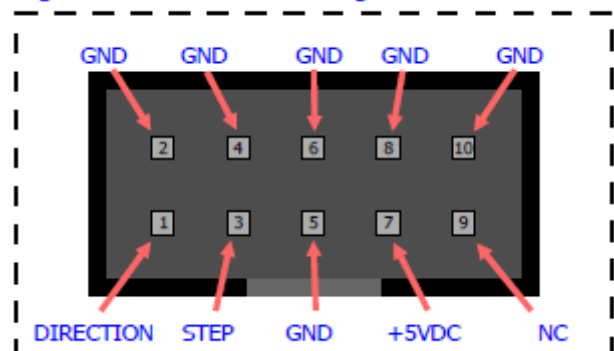 GND GND GND GND GND
2 4 6 8 10
1 3 5 7 9
DIRECTION STEP GND +5VDC NC